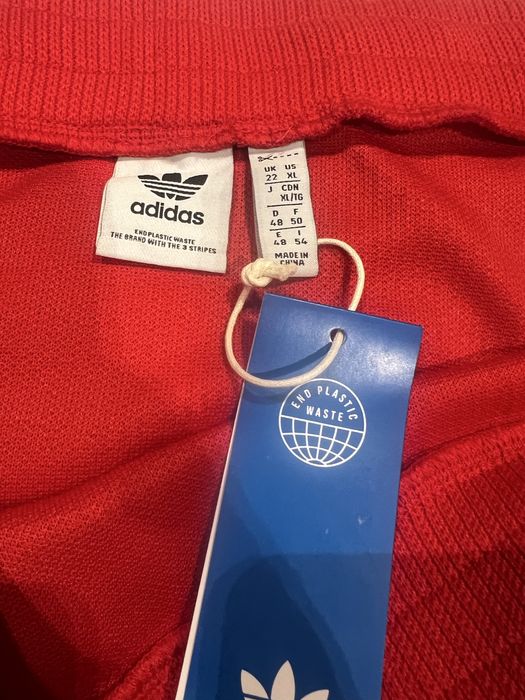 adidas
END PLASTIC WASTE
THE BRAND WITH THE 3 STRIPES
UK US
22 XL
J CDN
XL/TG
D F
48 50
E I
48 54
MADE IN
CHINA
END PLASTIC
WASTE